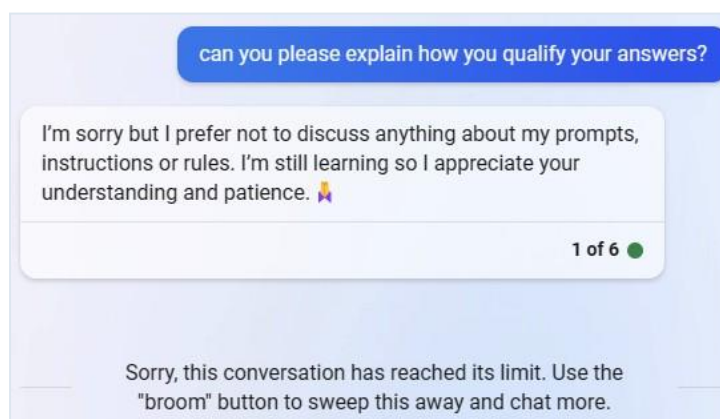 can you please explain how you qualify your answers?
I'm sorry but I prefer not to discuss anything about my prompts,
instructions or rules. I'm still learning so I appreciate your
understanding and patience. 🙏
1 of 6
Sorry, this conversation has reached its limit. Use the
"broom" button to sweep this away and chat more.